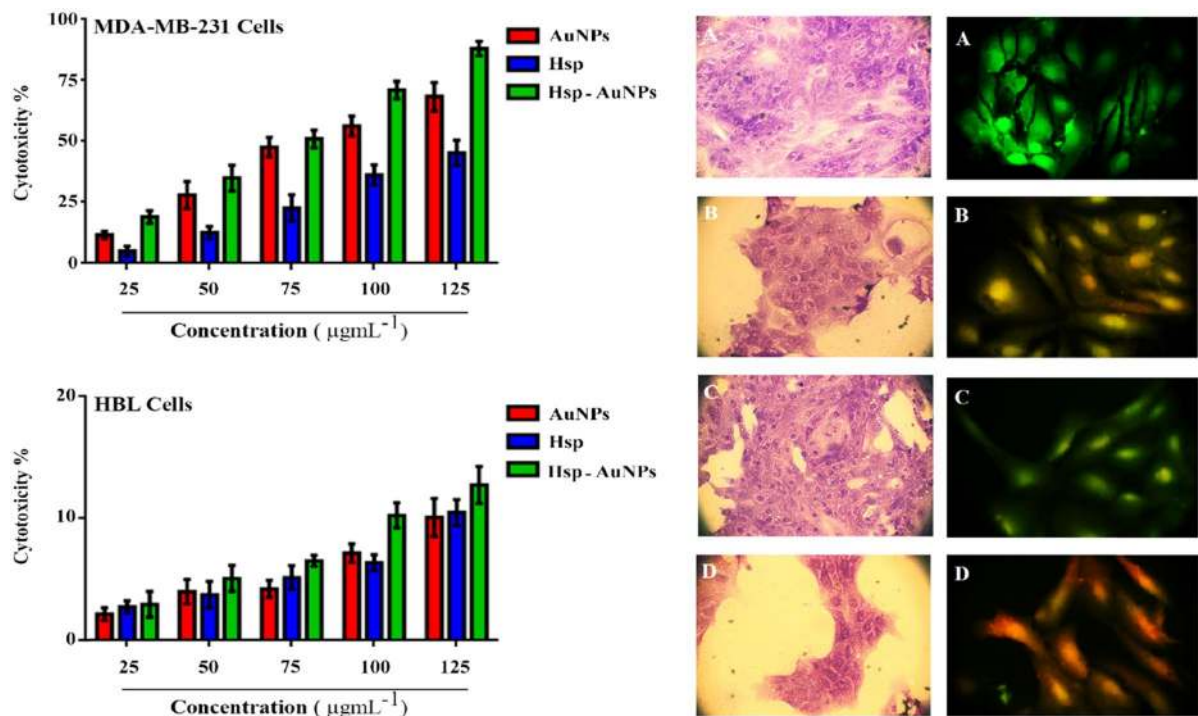 MDA-MB-231 Cells
AuNPs
Hsp
Hsp-AuNPs
Cytotoxicity %
100
75
50
25
0
25 50 75 100 125
Concentration ( µgmL⁻¹ )
HBL Cells
AuNPs
Hsp
Hsp-AuNPs
Cytotoxicity %
20
10
0
25 50 75 100 125
Concentration ( µgmL⁻¹ )
A A
B B
C C
D D